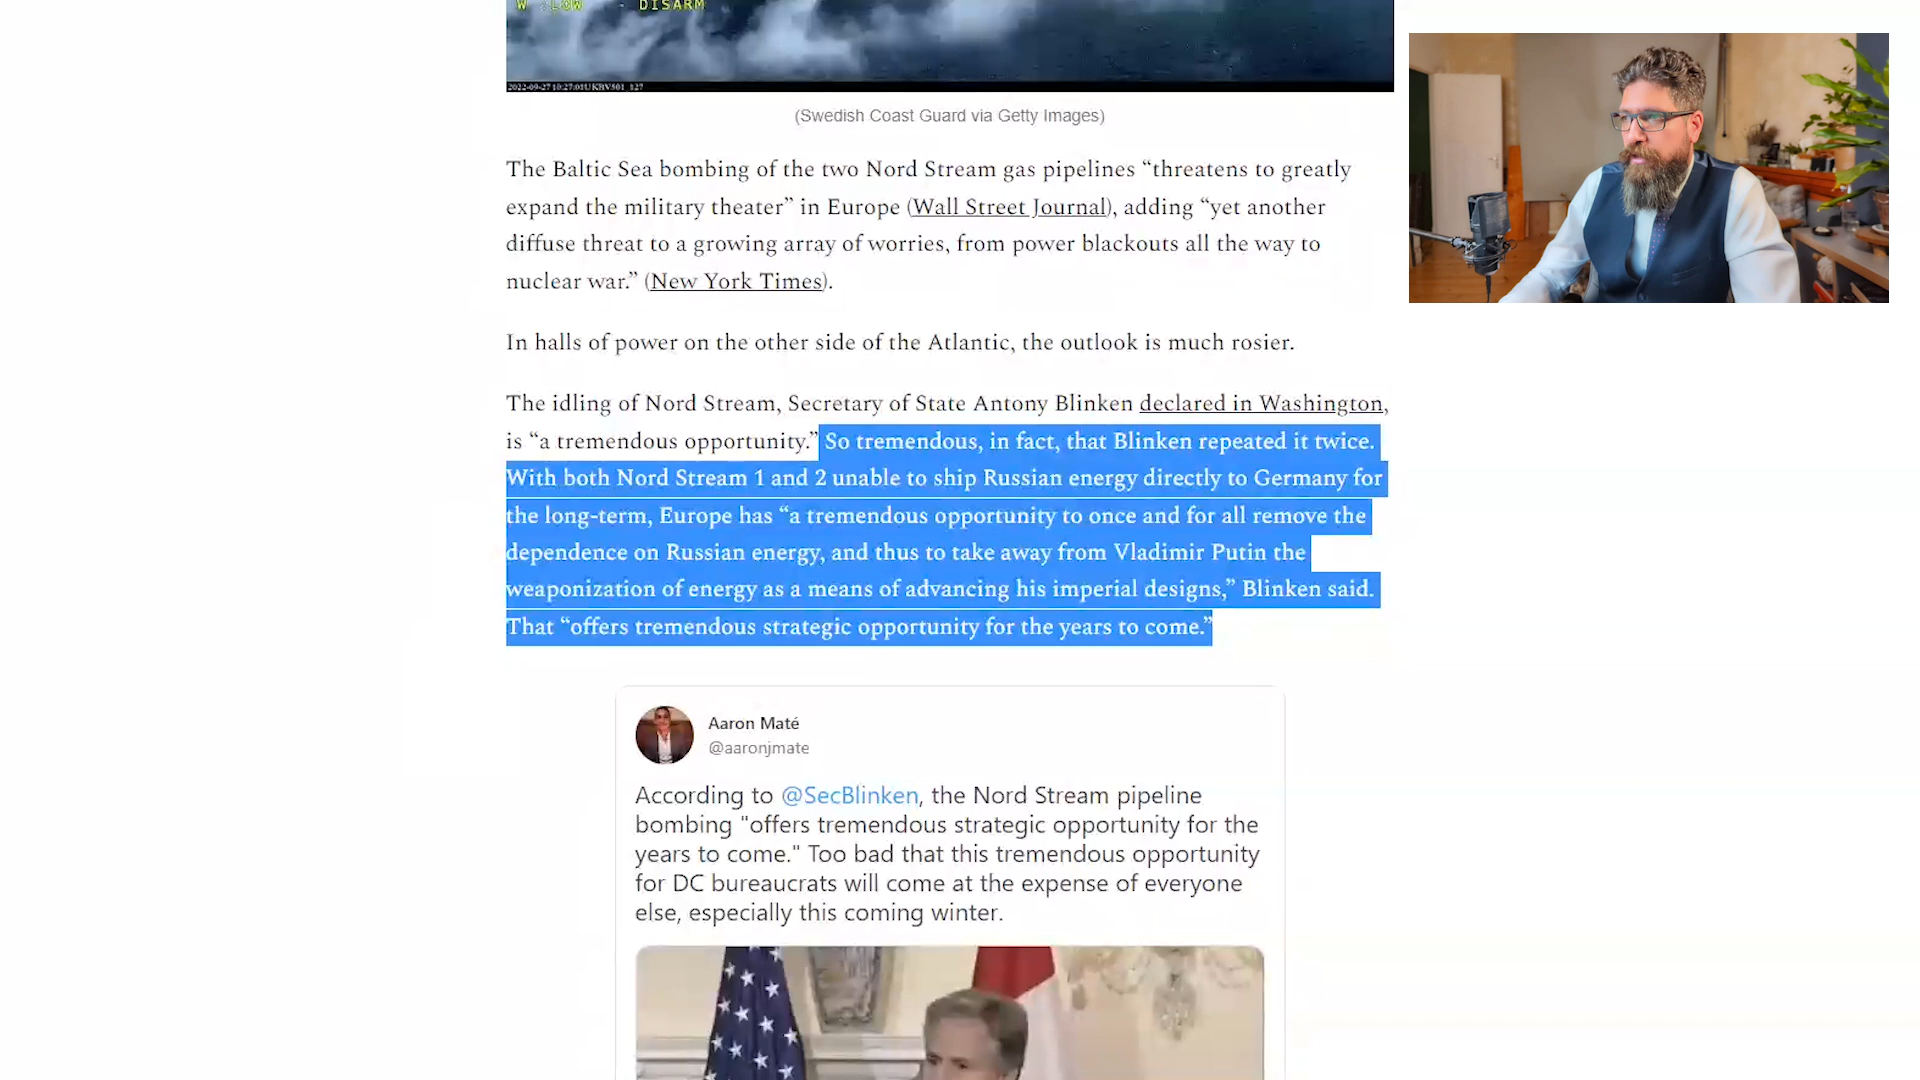 W :LOW - DISARM
2022-09-27 10:27:01UKBV501_127
(Swedish Coast Guard via Getty Images)
The Baltic Sea bombing of the two Nord Stream gas pipelines “threatens to greatly
expand the military theater” in Europe (Wall Street Journal), adding “yet another
diffuse threat to a growing array of worries, from power blackouts all the way to
nuclear war.” (New York Times).
In halls of power on the other side of the Atlantic, the outlook is much rosier.
The idling of Nord Stream, Secretary of State Antony Blinken declared in Washington,
is “a tremendous opportunity.” So tremendous, in fact, that Blinken repeated it twice.
With both Nord Stream 1 and 2 unable to ship Russian energy directly to Germany for
the long-term, Europe has “a tremendous opportunity to once and for all remove the
dependence on Russian energy, and thus to take away from Vladimir Putin the
weaponization of energy as a means of advancing his imperial designs,” Blinken said.
That “offers tremendous strategic opportunity for the years to come.”
Aaron Maté
@aaronjmate
According to @SecBlinken, the Nord Stream pipeline
bombing "offers tremendous strategic opportunity for the
years to come." Too bad that this tremendous opportunity
for DC bureaucrats will come at the expense of everyone
else, especially this coming winter.